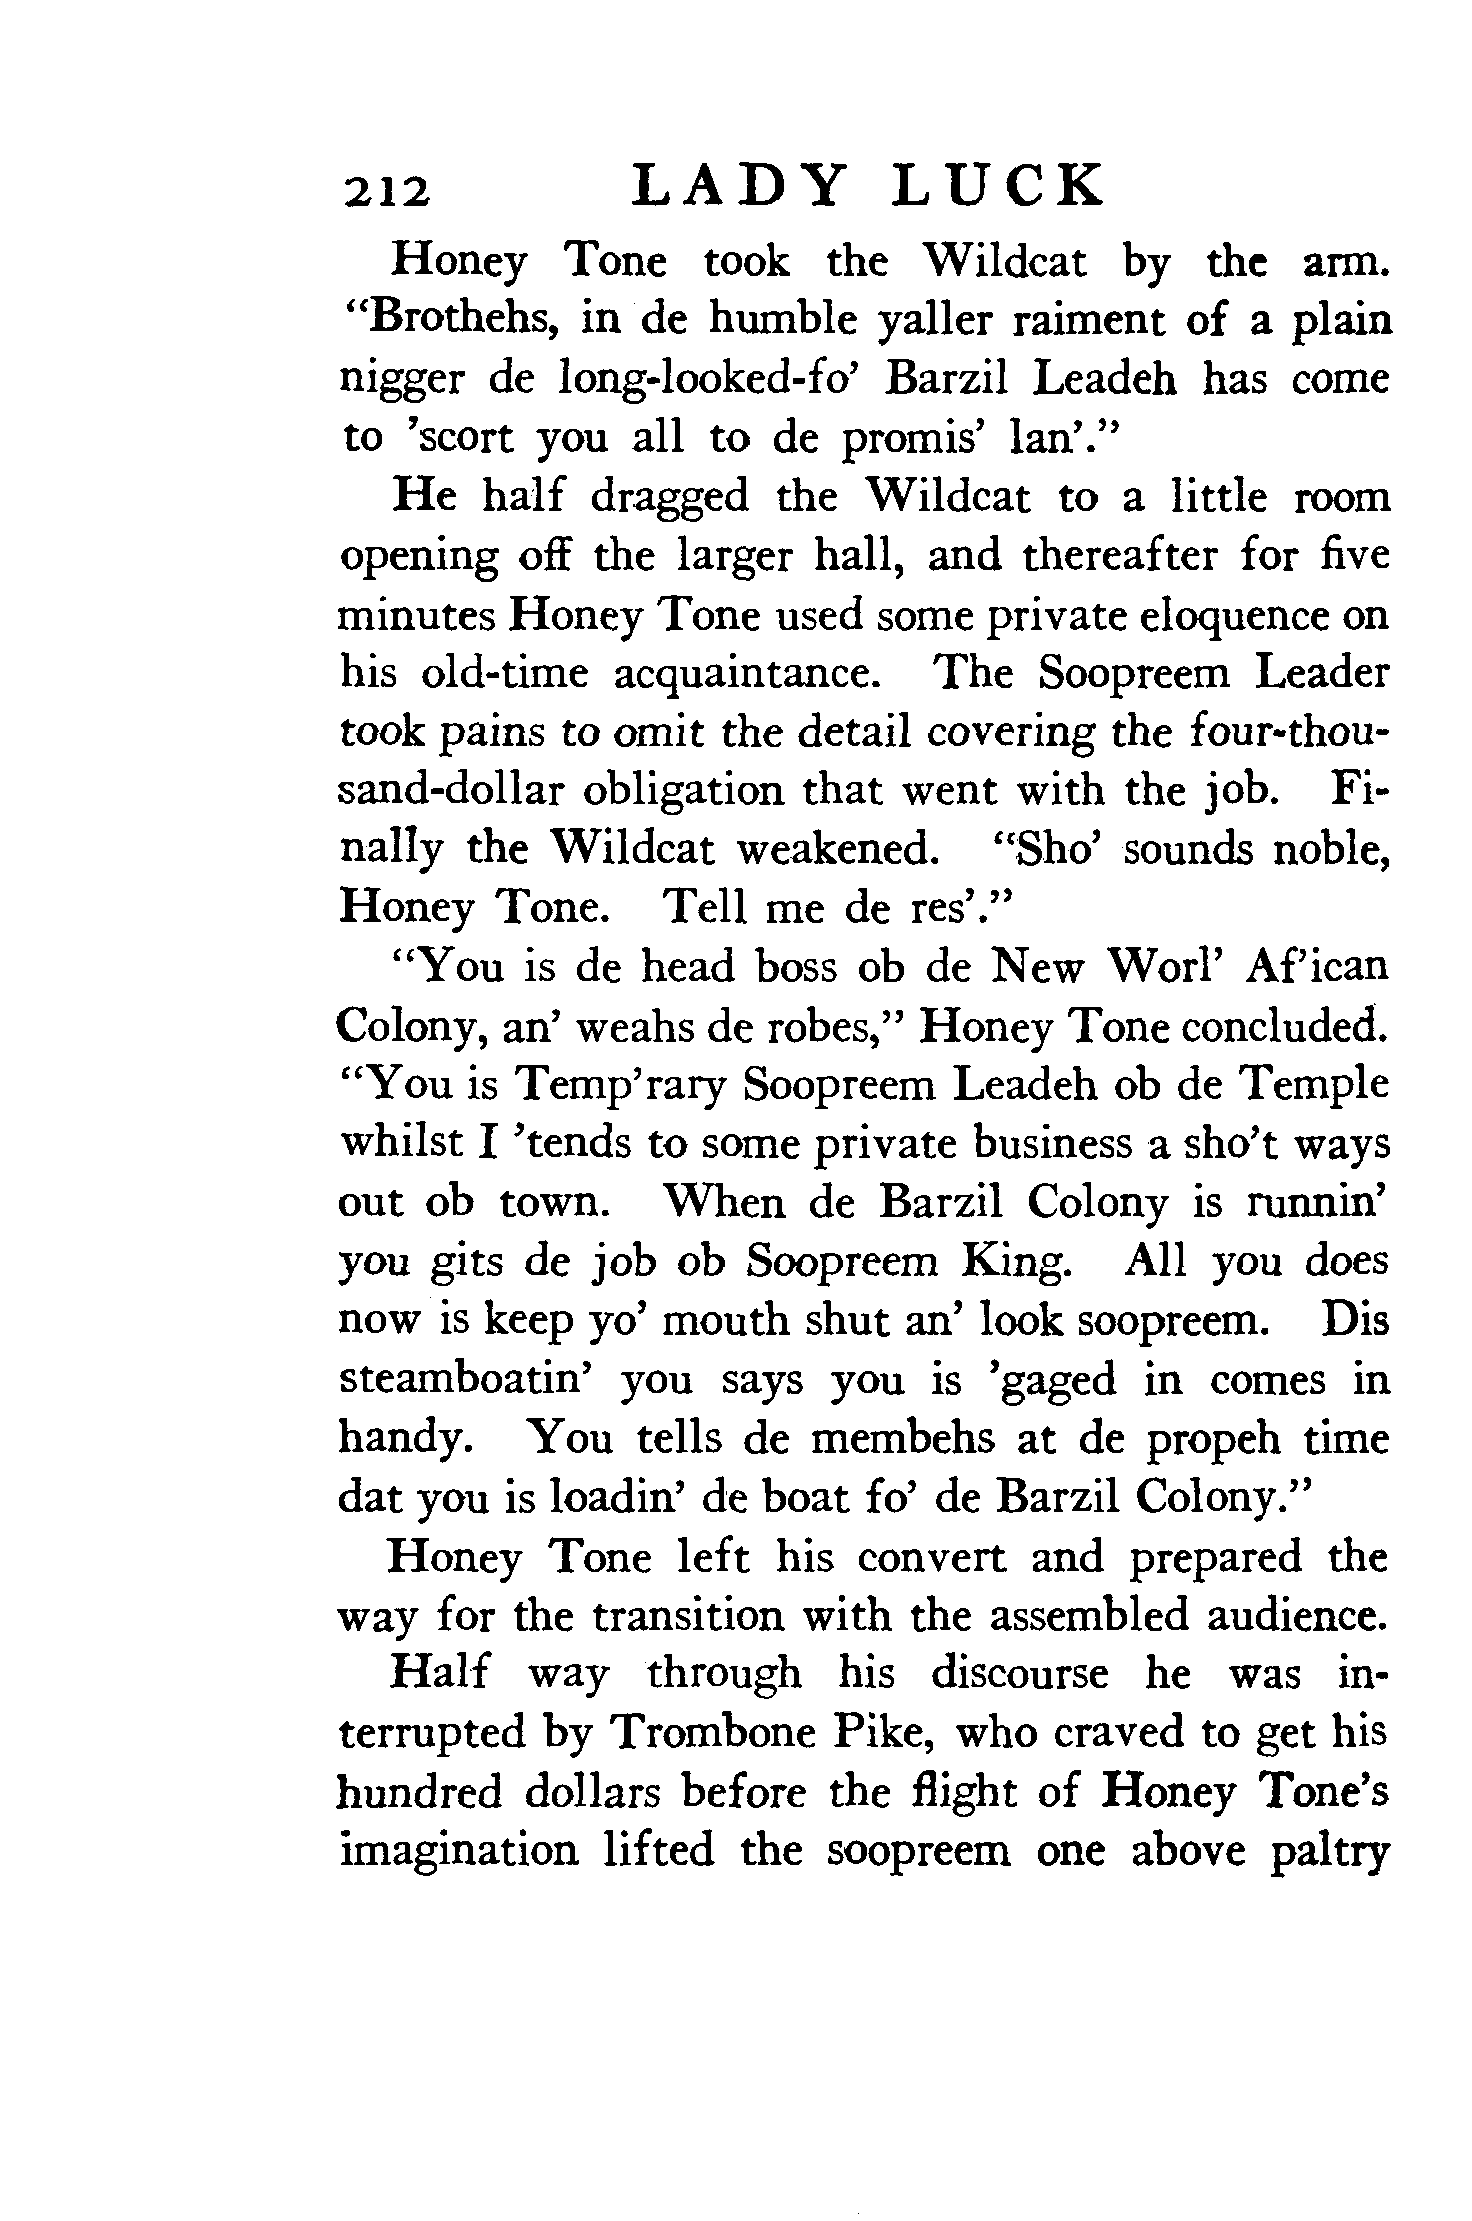 212 LADY LUCK
Honey Tone took the Wildcat by the arm.
“Brothehs, in de humble yaller raiment of a plain
nigger de long-looked-fo’ Barzil Leadeh has come
to ’scort you all to de promis’ lan’.”
He half dragged the Wildcat to a little room
opening off the larger hall, and thereafter for five
minutes Honey Tone used some private eloquence on
his old-time acquaintance. The Soopreem Leader
took pains to omit the detail covering the four-thou-
sand-dollar obligation that went with the job. Fi-
nally the Wildcat weakened. “Sho’ sounds noble,
Honey Tone. Tell me de res’.”
“You is de head boss ob de New Worl’ Af’ican
Colony, an’ weahs de robes,” Honey Tone concluded.
“You is Temp’rary Soopreem Leadeh ob de Temple
whilst I ’tends to some private business a sho’t ways
out ob town. When de Barzil Colony is runnin’
you gits de job ob Soopreem King. All you does
now is keep yo’ mouth shut an’ look soopreem. Dis
steamboatin’ you says you is ’gaged in comes in
handy. You tells de membehs at de propeh time
dat you is loadin’ de boat fo’ de Barzil Colony.”
Honey Tone left his convert and prepared the
way for the transition with the assembled audience.
Half way through his discourse he was in-
terrupted by Trombone Pike, who craved to get his
hundred dollars before the flight of Honey Tone’s
imagination lifted the soopreem one above paltry